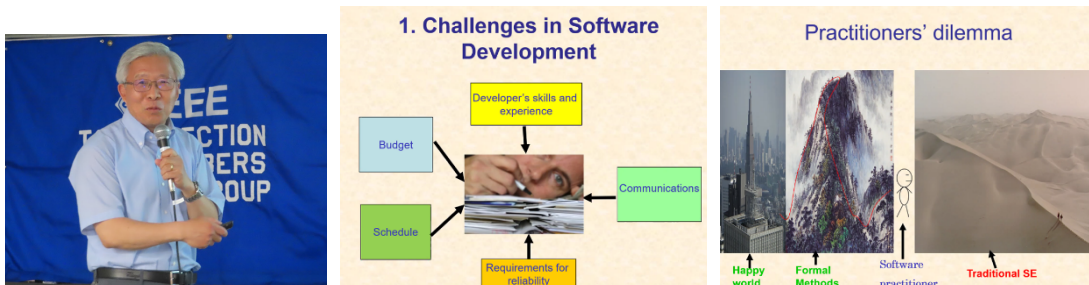 EEE
ECTION
BERS
OUP
1. Challenges in Software
Development
Developer's skills and
experience
Budget
Communications
Schedule
Requirements for
reliability
Practitioners' dilemma
Happy
world
Formal
Methods
Software
practitioner
Traditional SE